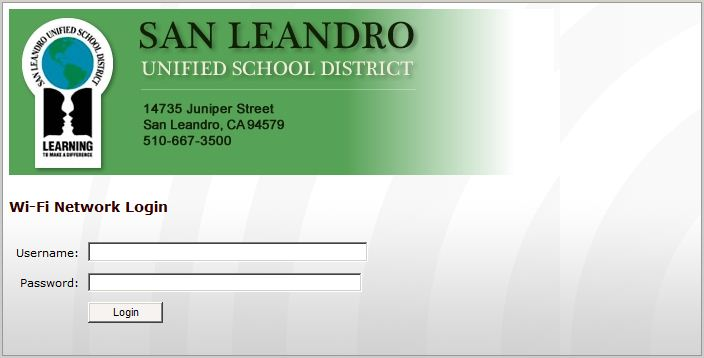 SAN LEANDRO UNIFIED SCHOOL DISTRICT
LEARNING
TO MAKE A DIFFERENCE
SAN LEANDRO
UNIFIED SCHOOL DISTRICT
14735 Juniper Street
San Leandro, CA 94579
510-667-3500
Wi-Fi Network Login
Username:
Password:
Login